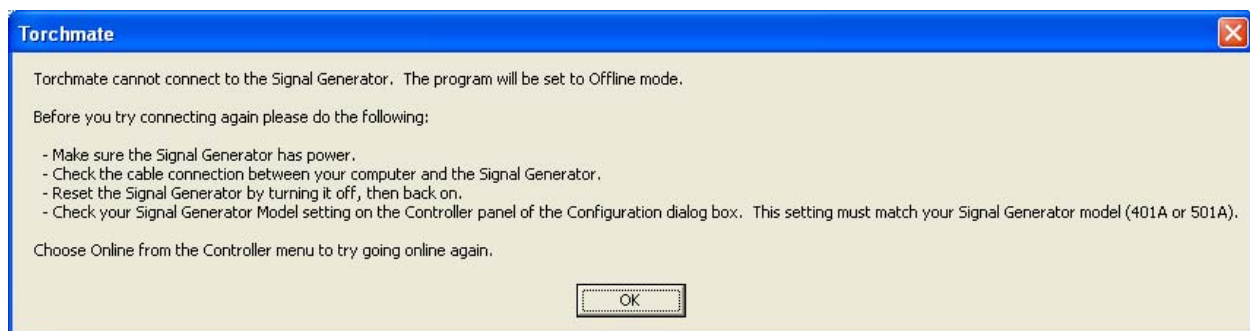 Torchmate
Torchmate cannot connect to the Signal Generator.  The program will be set to Offline mode.
Before you try connecting again please do the following:
- Make sure the Signal Generator has power.
- Check the cable connection between your computer and the Signal Generator.
- Reset the Signal Generator by turning it off, then back on.
- Check your Signal Generator Model setting on the Controller panel of the Configuration dialog box.  This setting must match your Signal Generator model (401A or 501A).
Choose Online from the Controller menu to try going online again.
OK